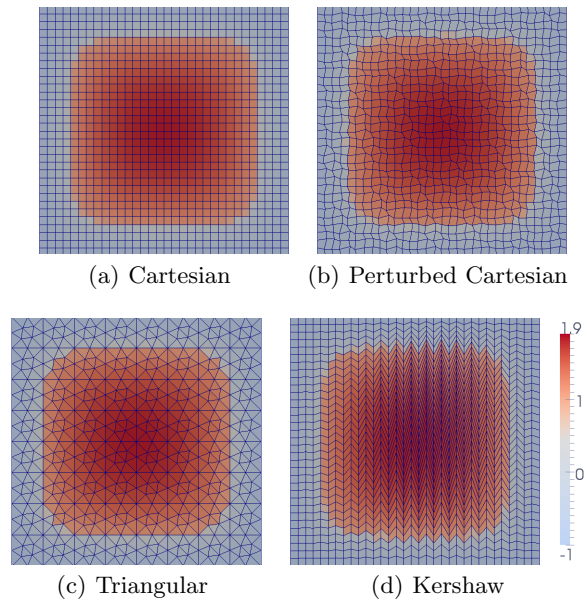 (a) Cartesian
(b) Perturbed Cartesian
1.9
1
0
-1
(c) Triangular
(d) Kershaw